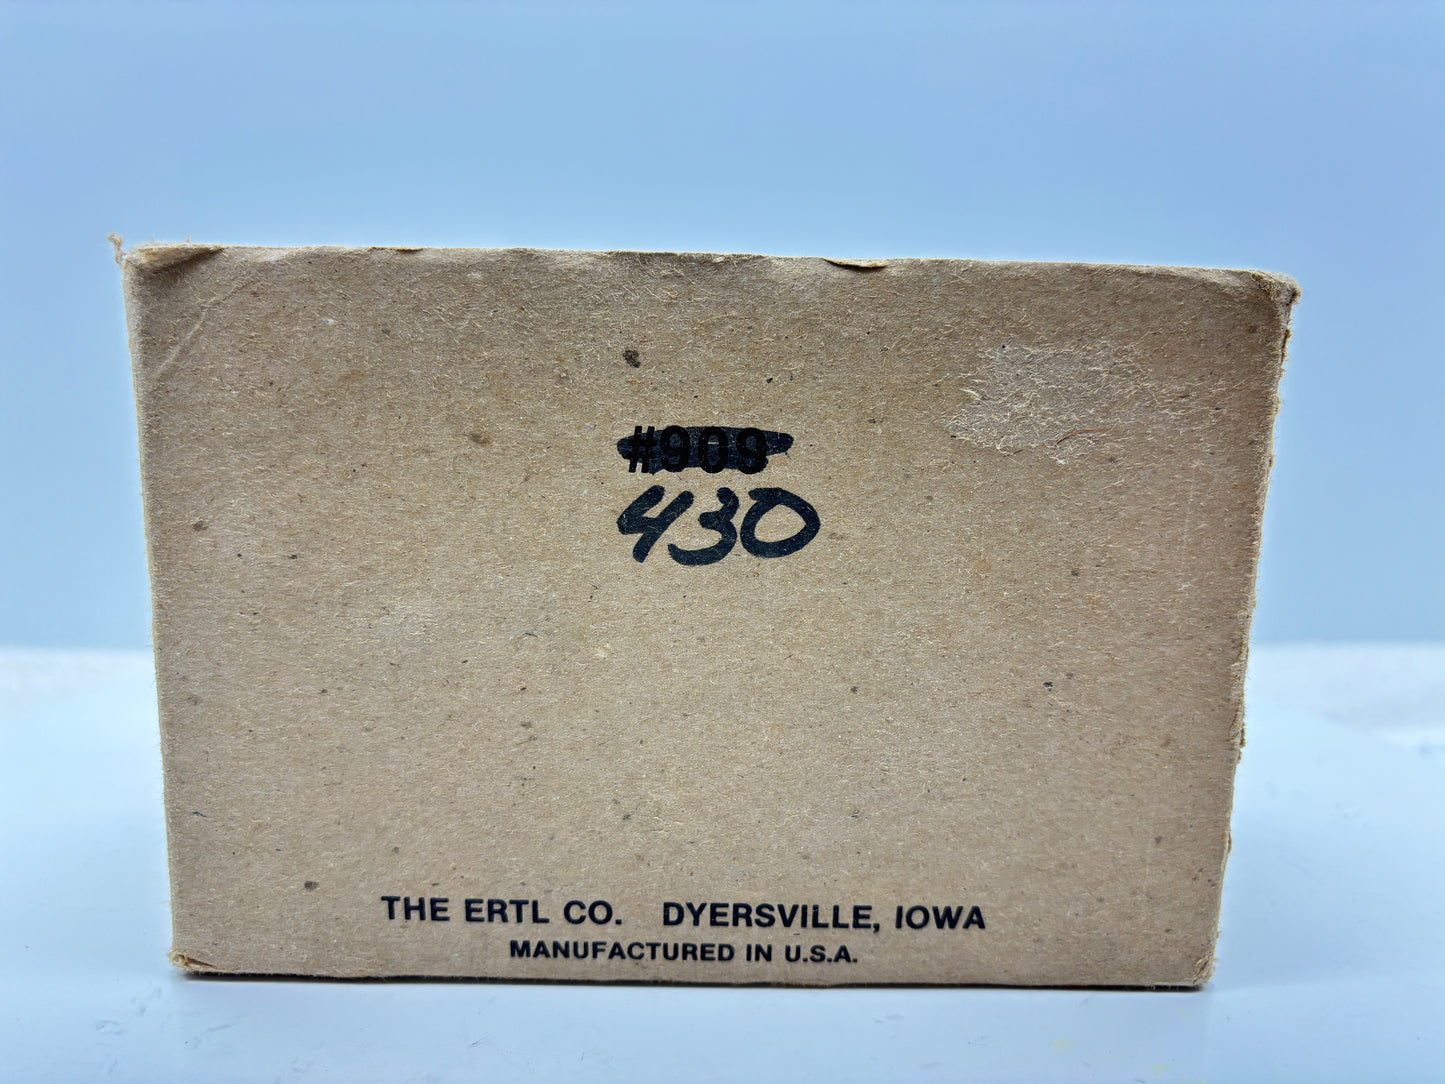 #909
430
THE ERTL CO. DYERSVILLE, IOWA
MANUFACTURED IN U.S.A.